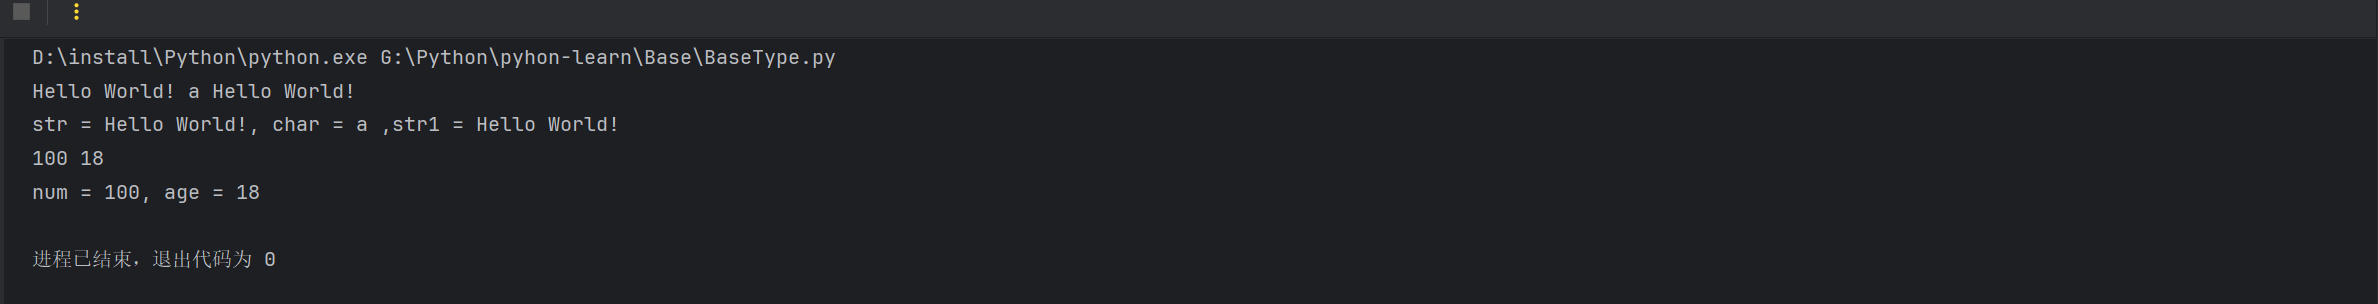 D:\install\Python\python.exe G:\Python\pyhon-learn\Base\BaseType.py
Hello World! a Hello World!
str = Hello World!, char = a ,str1 = Hello World!
100 18
num = 100, age = 18
进程已结束，退出代码为 0